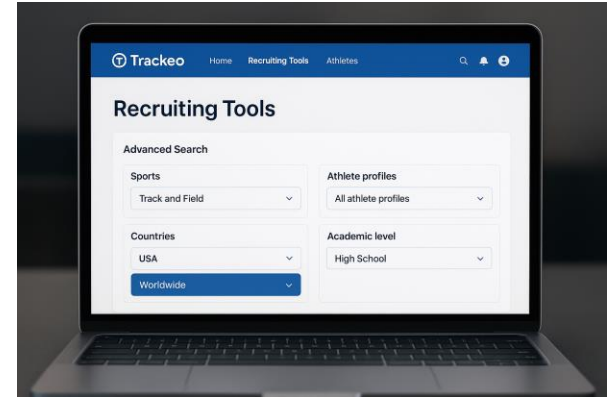 Trackeo Home Recruiting Tools Athletes
Recruiting Tools
Advanced Search
Sports Athlete profiles
Track and Field All athlete profiles
Countries Academic level
USA High School
Worldwide